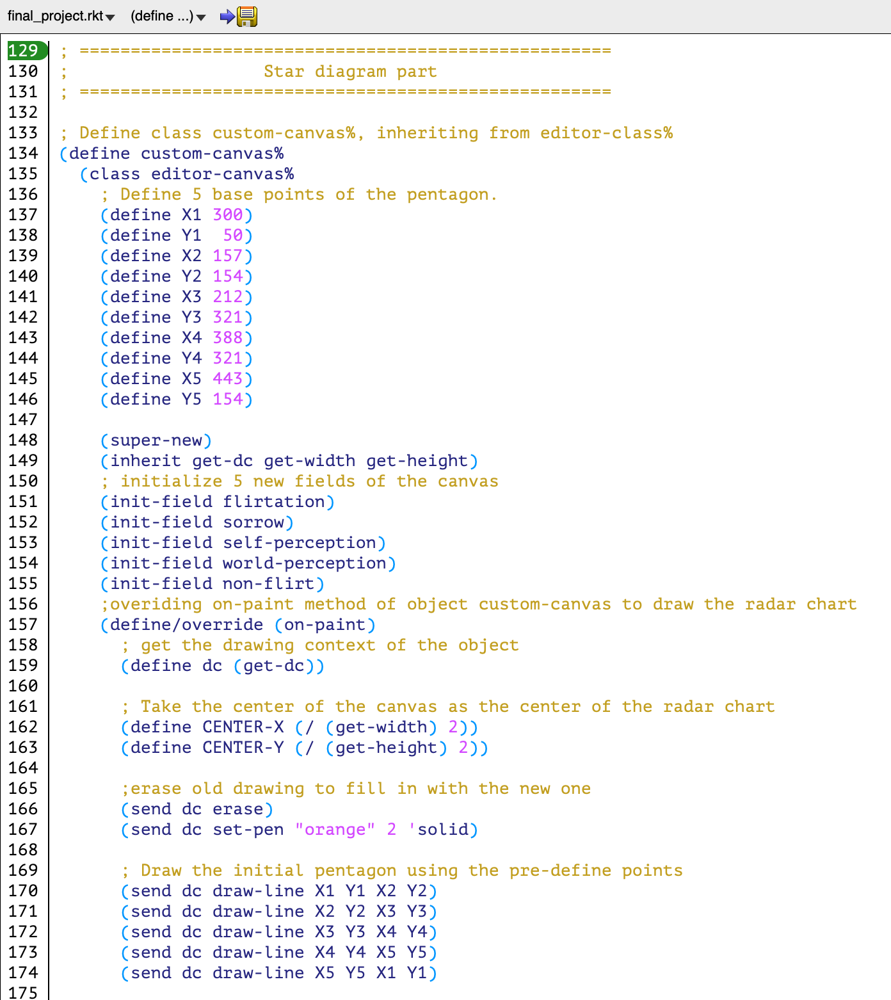 final_project.rkt (define ...)
129 ; ====================================================
130 ;                   Star diagram part
131 ; ====================================================
132
133 ; Define class custom-canvas%, inheriting from editor-class%
134 (define custom-canvas%
135   (class editor-canvas%
136     ; Define 5 base points of the pentagon.
137     (define X1 300)
138     (define Y1  50)
139     (define X2 157)
140     (define Y2 154)
141     (define X3 212)
142     (define Y3 321)
143     (define X4 388)
144     (define Y4 321)
145     (define X5 443)
146     (define Y5 154)
147
148     (super-new)
149     (inherit get-dc get-width get-height)
150     ; initialize 5 new fields of the canvas
151     (init-field flirtation)
152     (init-field sorrow)
153     (init-field self-perception)
154     (init-field world-perception)
155     (init-field non-flirt)
156     ;overiding on-paint method of object custom-canvas to draw the radar chart
157     (define/override (on-paint)
158       ; get the drawing context of the object
159       (define dc (get-dc))
160
161       ; Take the center of the canvas as the center of the radar chart
162       (define CENTER-X (/ (get-width) 2))
163       (define CENTER-Y (/ (get-height) 2))
164
165       ;erase old drawing to fill in with the new one
166       (send dc erase)
167       (send dc set-pen "orange" 2 'solid)
168
169       ; Draw the initial pentagon using the pre-define points
170       (send dc draw-line X1 Y1 X2 Y2)
171       (send dc draw-line X2 Y2 X3 Y3)
172       (send dc draw-line X3 Y3 X4 Y4)
173       (send dc draw-line X4 Y4 X5 Y5)
174       (send dc draw-line X5 Y5 X1 Y1)
175